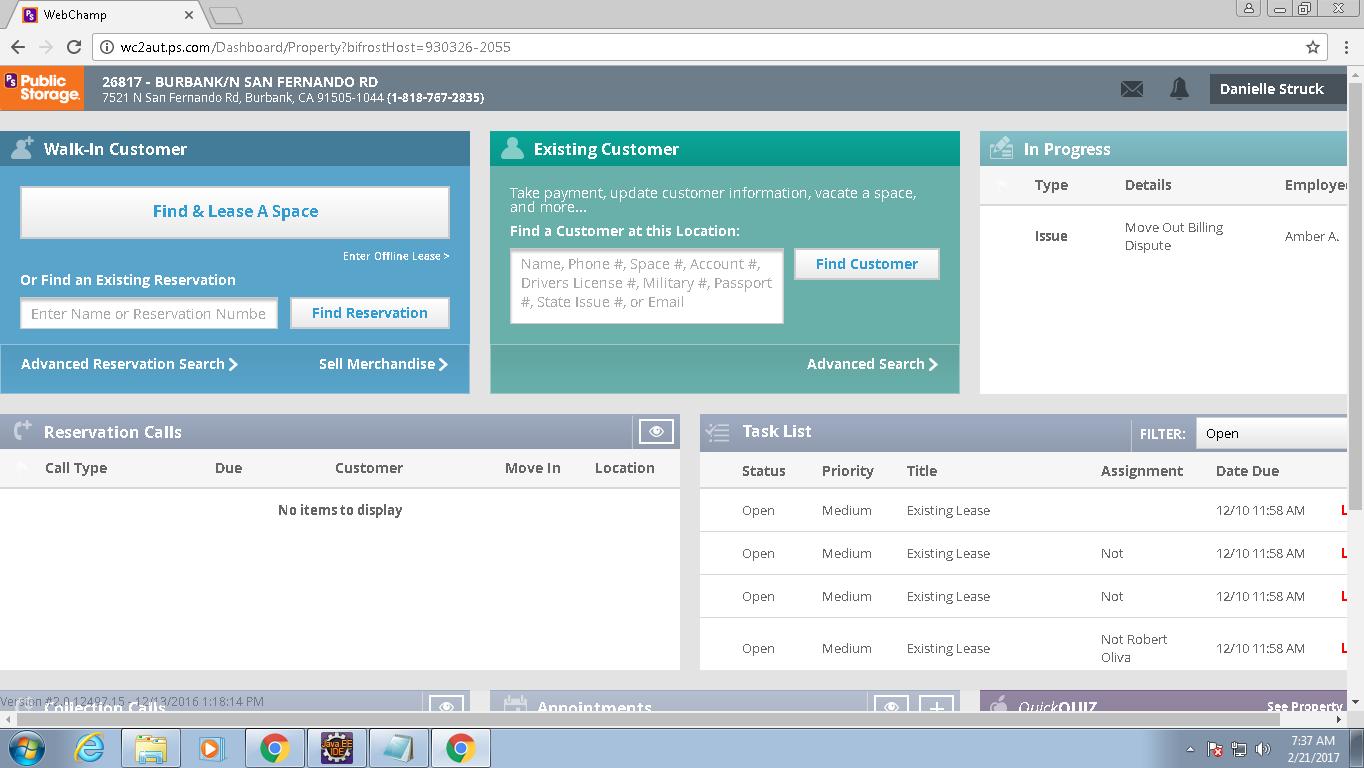 WebChamp
wc2aut.ps.com/Dashboard/Property?bifrostHost=930326-2055
PS Public Storage.
26817 - BURBANK/N SAN FERNANDO RD
7521 N San Fernando Rd, Burbank, CA 91505-1044 (1-818-767-2835)
Danielle Struck
Walk-In Customer
Find & Lease A Space
Enter Offline Lease >
Or Find an Existing Reservation
Enter Name or Reservation Numbe
Find Reservation
Advanced Reservation Search
Sell Merchandise
Existing Customer
Take payment, update customer information, vacate a space,
and more...
Find a Customer at this Location:
Name, Phone #, Space #, Account #,
Drivers License #, Military #, Passport
#, State Issue #, or Email
Find Customer
Advanced Search
In Progress
Type Details Employe
Issue Move Out Billing Dispute Amber A.
Reservation Calls
Call Type Due Customer Move In Location
No items to display
Task List
FILTER: Open
Status Priority Title Assignment Date Due
Open Medium Existing Lease 12/10 11:58 AM L
Open Medium Existing Lease Not 12/10 11:58 AM L
Open Medium Existing Lease Not 12/10 11:58 AM L
Open Medium Existing Lease Not Robert Oliva 12/10 11:58 AM L
Version #2.0.12497.15 - 12/13/2016 1:18:14 PM
Collection Calls
Appointments
QuickQUIZ
See Property
Java EE
IDE
7:37 AM
2/21/2017